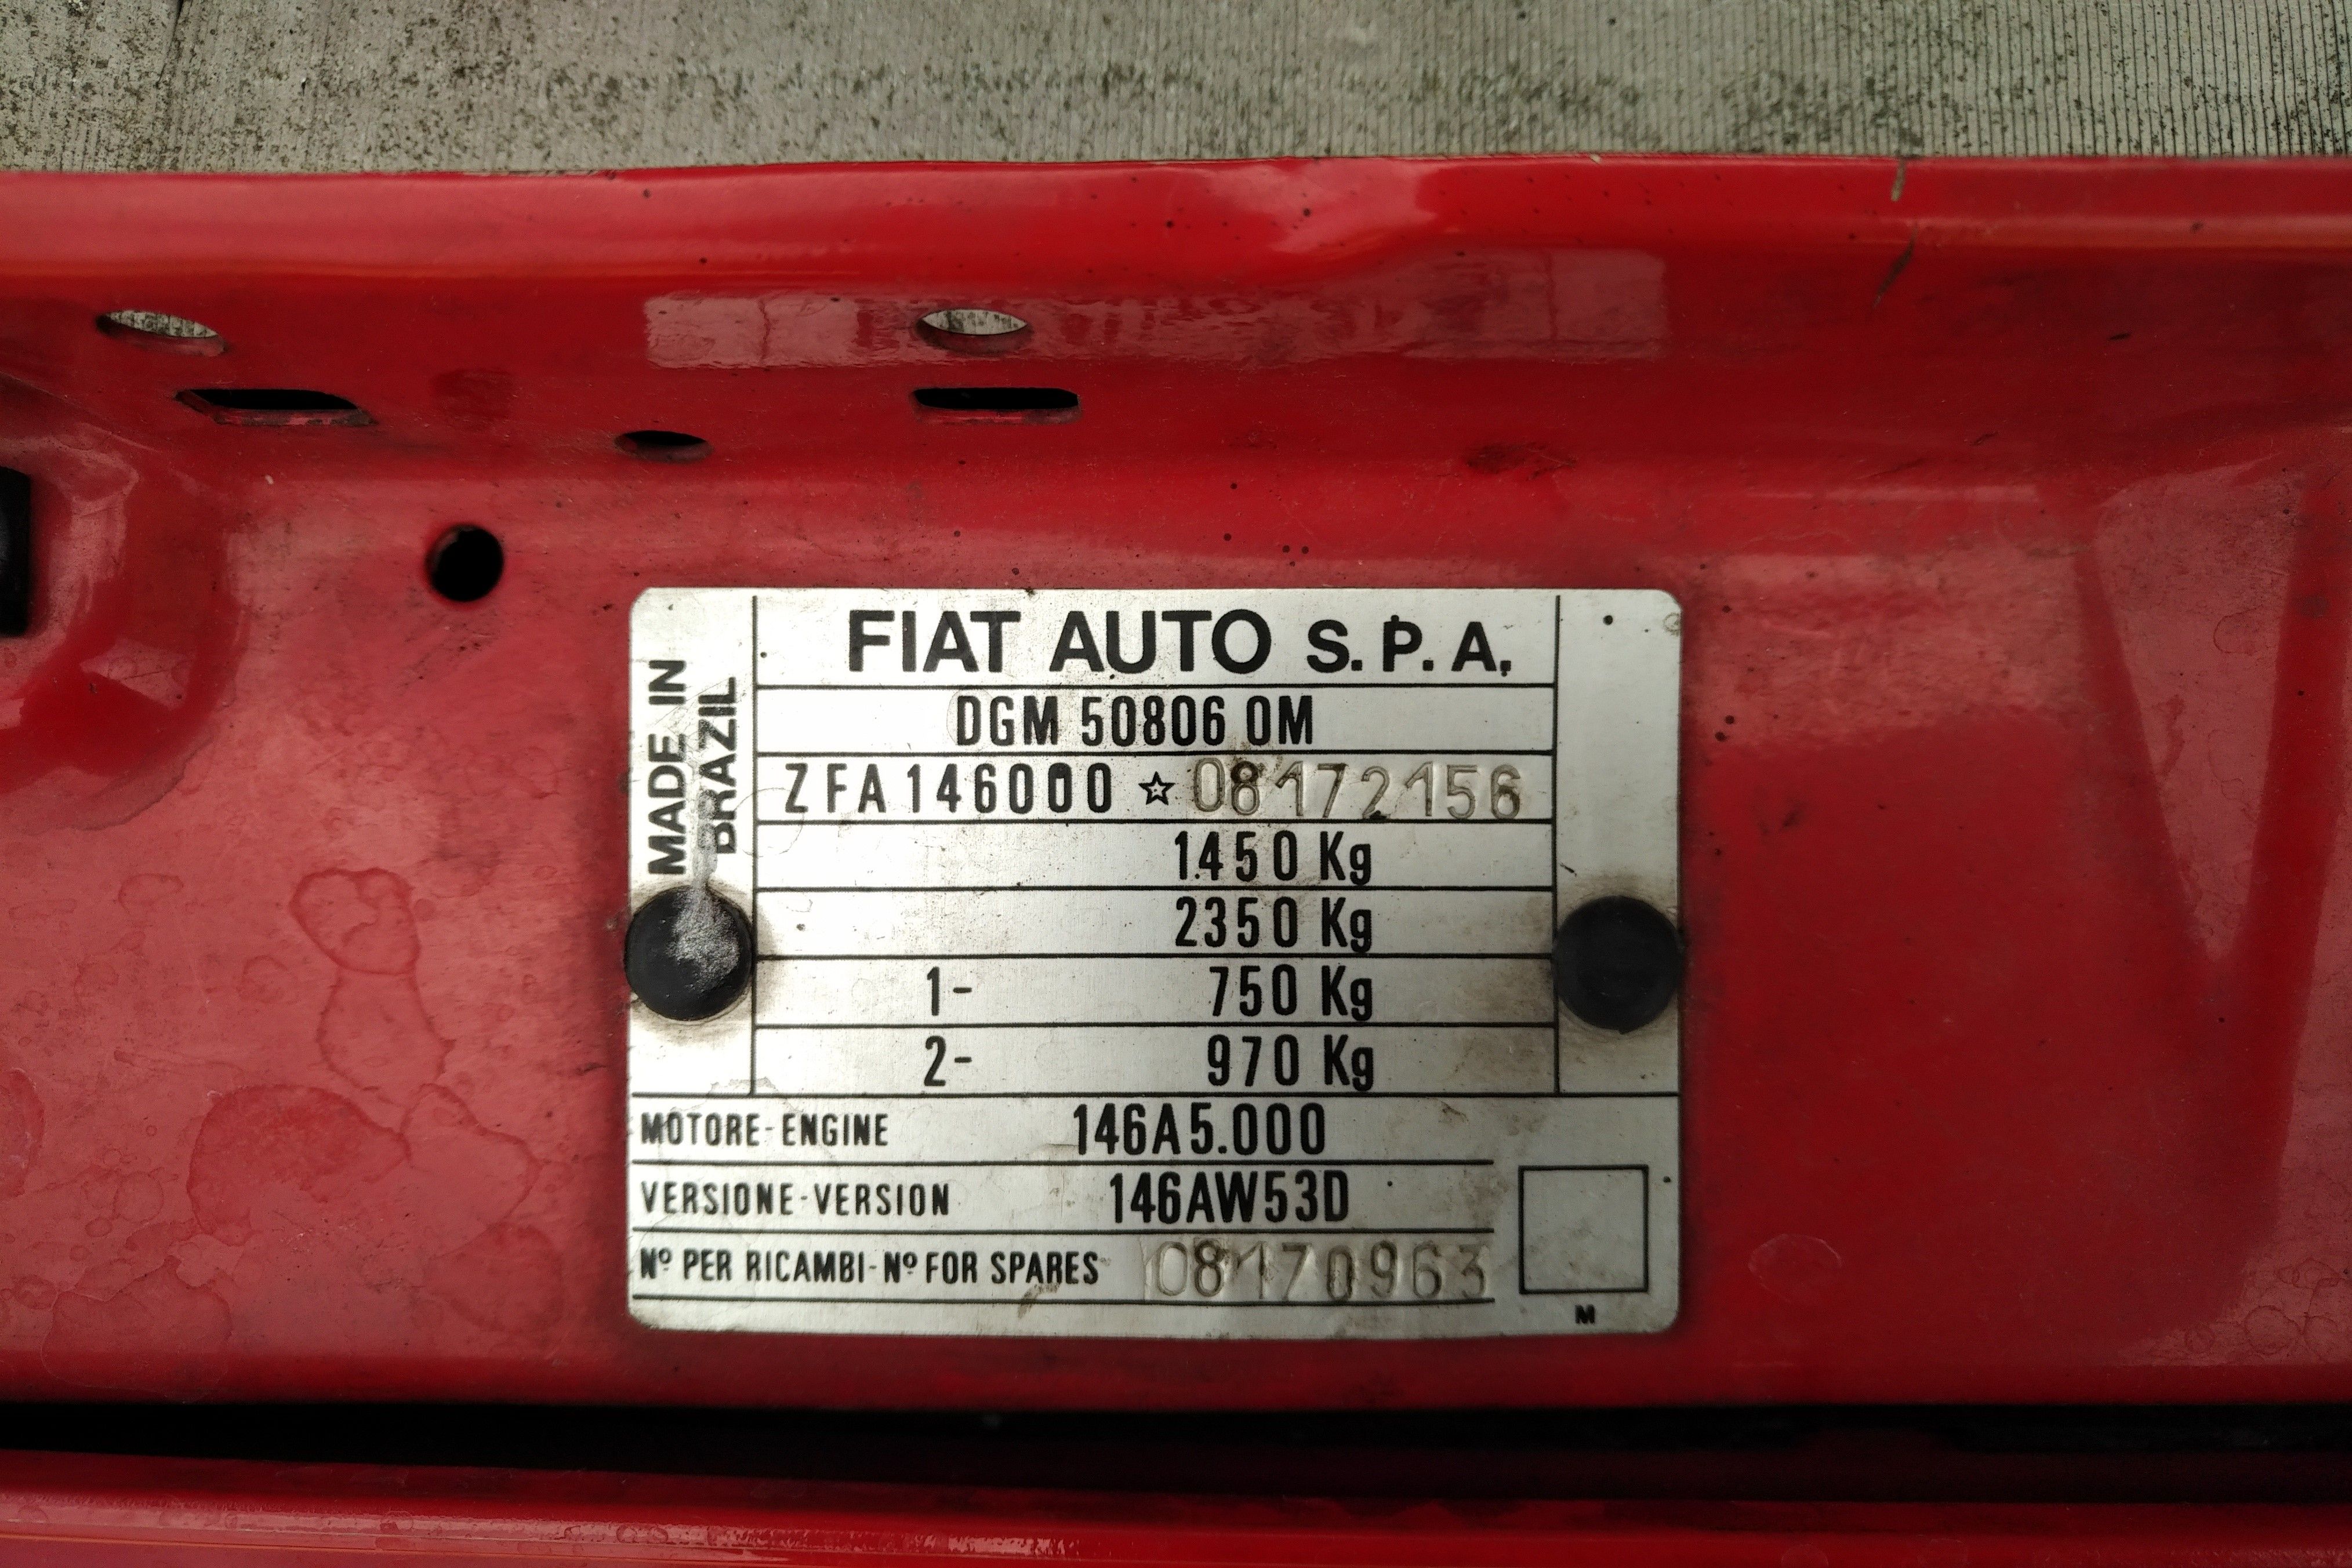 MADE IN
BRAZIL
FIAT AUTO S.P.A.
DGM 50806 OM
ZFA146000 ☆ 08172156
1450 Kg
2350 Kg
1- 750 Kg
2- 970 Kg
MOTORE-ENGINE 146A5.000
VERSIONE-VERSION 146AW53D
Nº PER RICAMBI-Nº FOR SPARES 08170963
M